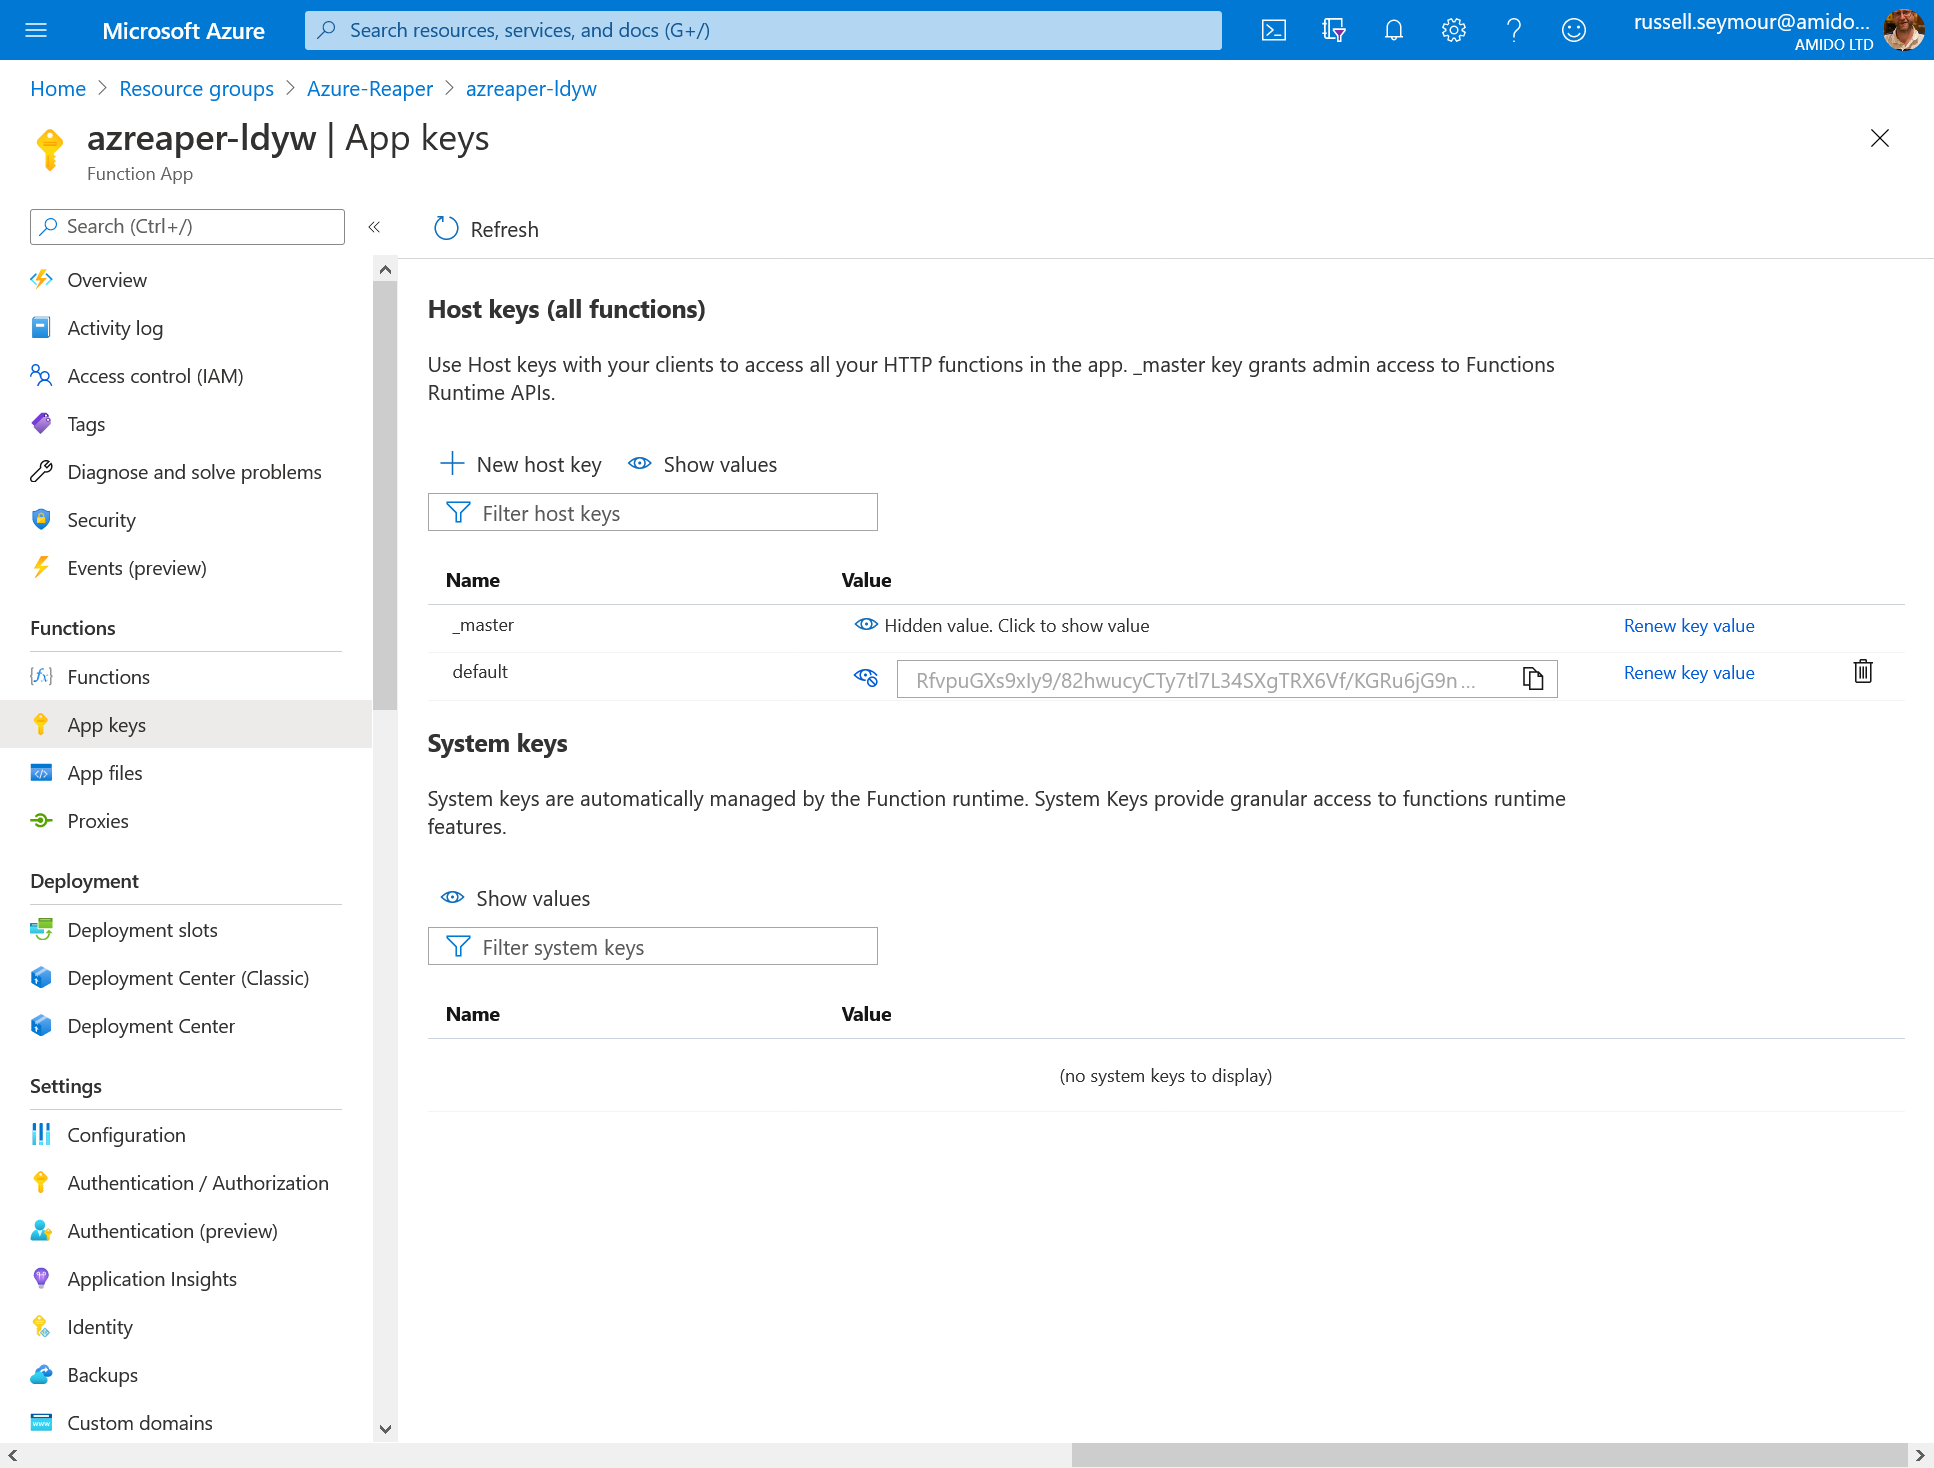 Microsoft Azure
Search resources, services, and docs (G+/)
russell.seymour@amido...
AMIDO LTD
Home > Resource groups > Azure-Reaper > azreaper-ldyw
azreaper-ldyw | App keys
Function App
Search (Ctrl+/)
«
Overview
Activity log
Access control (IAM)
Tags
Diagnose and solve problems
Security
Events (preview)
Functions
Functions
App keys
App files
Proxies
Deployment
Deployment slots
Deployment Center (Classic)
Deployment Center
Settings
Configuration
Authentication / Authorization
Authentication (preview)
Application Insights
Identity
Backups
Custom domains
Refresh
Host keys (all functions)
Use Host keys with your clients to access all your HTTP functions in the app. _master key grants admin access to Functions
Runtime APIs.
New host key Show values
Filter host keys
Name Value
_master Hidden value. Click to show value Renew key value
default RfvpuGXs9xIy9/82hwucyCTy7tl7L34SXgTRX6Vf/KGRu6jG9n... Renew key value
System keys
System keys are automatically managed by the Function runtime. System Keys provide granular access to functions runtime
features.
Show values
Filter system keys
Name Value
(no system keys to display)